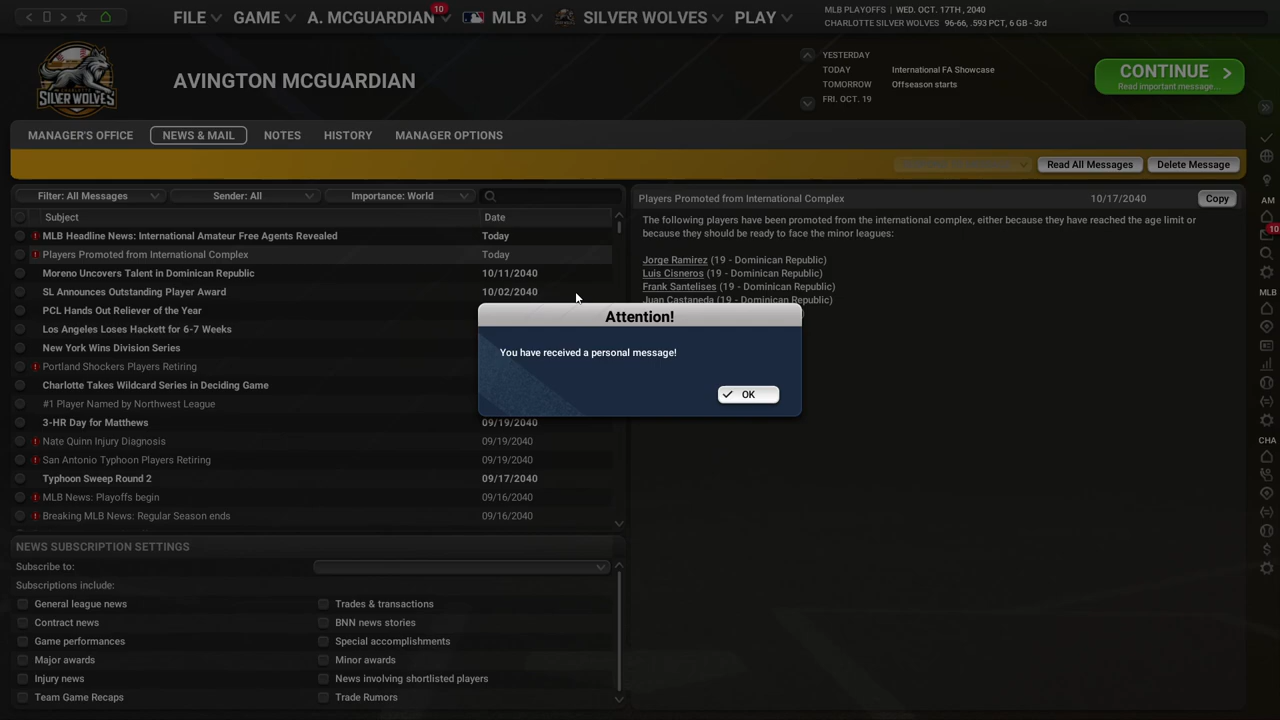 FILE GAME A. MCGUARDIAN 10 MLB SILVER WOLVES PLAY
MLB PLAYOFFS | WED. OCT. 17TH , 2040
CHARLOTTE SILVER WOLVES 96-66, .593 PCT, 6 GB - 3rd
CHARLOTTE
SILVER WOLVES
AVINGTON MCGUARDIAN
YESTERDAY
TODAY International FA Showcase
TOMORROW Offseason starts
FRI. OCT. 19
CONTINUE
Read important message...
MANAGER'S OFFICE NEWS & MAIL NOTES HISTORY MANAGER OPTIONS
Read All Messages Delete Message
Filter: All Messages Sender: All Importance: World
Subject Date
MLB Headline News: International Amateur Free Agents Revealed Today
Players Promoted from International Complex Today
Moreno Uncovers Talent in Dominican Republic 10/11/2040
SL Announces Outstanding Player Award 10/02/2040
PCL Hands Out Reliever of the Year
Los Angeles Loses Hackett for 6-7 Weeks
New York Wins Division Series
Portland Shockers Players Retiring
Charlotte Takes Wildcard Series in Deciding Game
#1 Player Named by Northwest League
3-HR Day for Matthews 09/19/2040
Nate Quinn Injury Diagnosis 09/19/2040
San Antonio Typhoon Players Retiring 09/19/2040
Typhoon Sweep Round 2 09/17/2040
MLB News: Playoffs begin 09/16/2040
Breaking MLB News: Regular Season ends 09/16/2040
Players Promoted from International Complex 10/17/2040 Copy
The following players have been promoted from the international complex, either because they have reached the age limit or
because they should be ready to face the minor leagues:
Jorge Ramirez (19 - Dominican Republic)
Luis Cisneros (19 - Dominican Republic)
Frank Santelises (19 - Dominican Republic)
Juan Castaneda (19 - Dominican Republic)
Attention!
You have received a personal message!
OK
NEWS SUBSCRIPTION SETTINGS
Subscribe to:
Subscriptions include:
General league news Trades & transactions
Contract news BNN news stories
Game performances Special accomplishments
Major awards Minor awards
Injury news News involving shortlisted players
Team Game Recaps Trade Rumors
AM
10
MLB
CHA